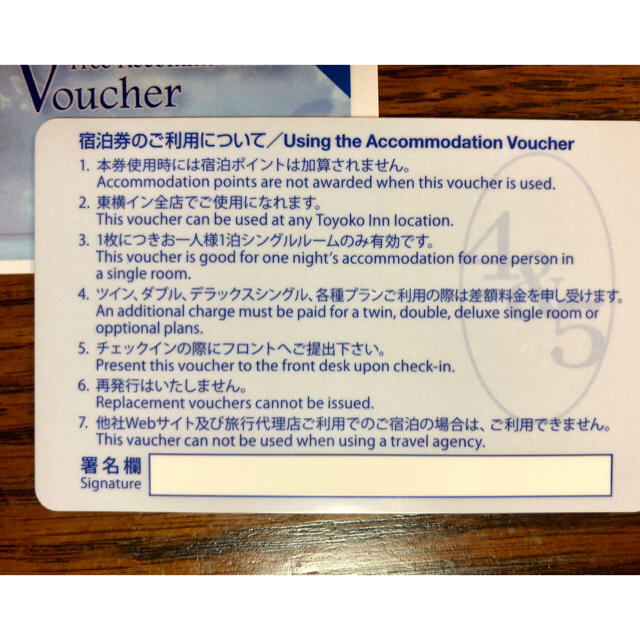 Voucher
宿泊券のご利用について／Using the Accommodation Voucher
1. 本券使用時には宿泊ポイントは加算されません。
Accommodation points are not awarded when this voucher is used.
2. 東横イン全店でご使用になれます。
This voucher can be used at any Toyoko Inn location.
3. 1枚につきお一人様1泊シングルルームのみ有効です。
This voucher is good for one night's accommodation for one person in
a single room.
4. ツイン、ダブル、デラックスシングル、各種プランご利用の際は差額料金を申し受けます。
An additional charge must be paid for a twin, double, deluxe single room or
opptional plans.
5. チェックインの際にフロントへご提出下さい。
Present this voucher to the front desk upon check-in.
6. 再発行はいたしません。
Replacement vouchers cannot be issued.
7. 他社Webサイト及び旅行代理店ご利用でのご宿泊の場合は、ご利用できません。
This vaucher can not be used when using a travel agency.
署名欄
Signature
4&5